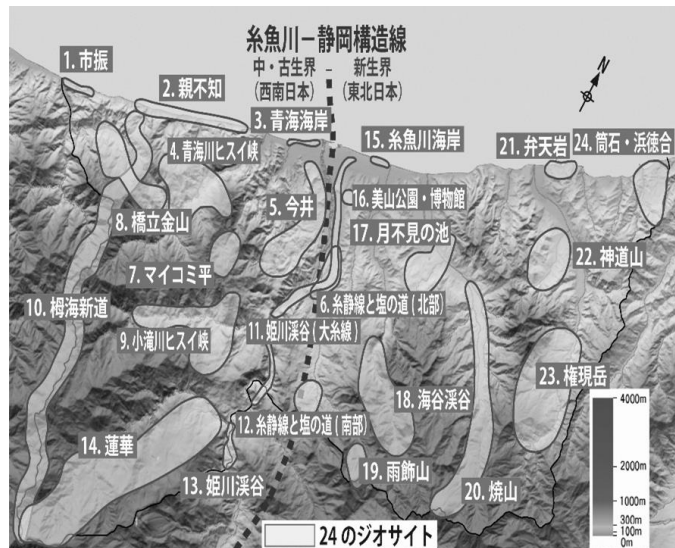 糸魚川－静岡構造線
中・古生界 - 新生界
（西南日本） （東北日本）
N
1. 市振
2. 親不知
3. 青海海岸
4. 青海川ヒスイ峡
5. 今井
15. 糸魚川海岸
21. 弁天岩
24. 筒石・浜徳合
16. 美山公園・博物館
8. 橋立金山
17. 月不見の池
22. 神道山
7. マイコミ平
10. 栂海新道
6. 糸静線と塩の道(北部)
9. 小滝川ヒスイ峡
11. 姫川渓谷(大糸線)
23. 権現岳
18. 海谷渓谷
12. 糸静線と塩の道(南部)
14. 蓮華
13. 姫川渓谷
19. 雨飾山
20. 焼山
4000m
2000m
1000m
300m
100m
0m
24のジオサイト